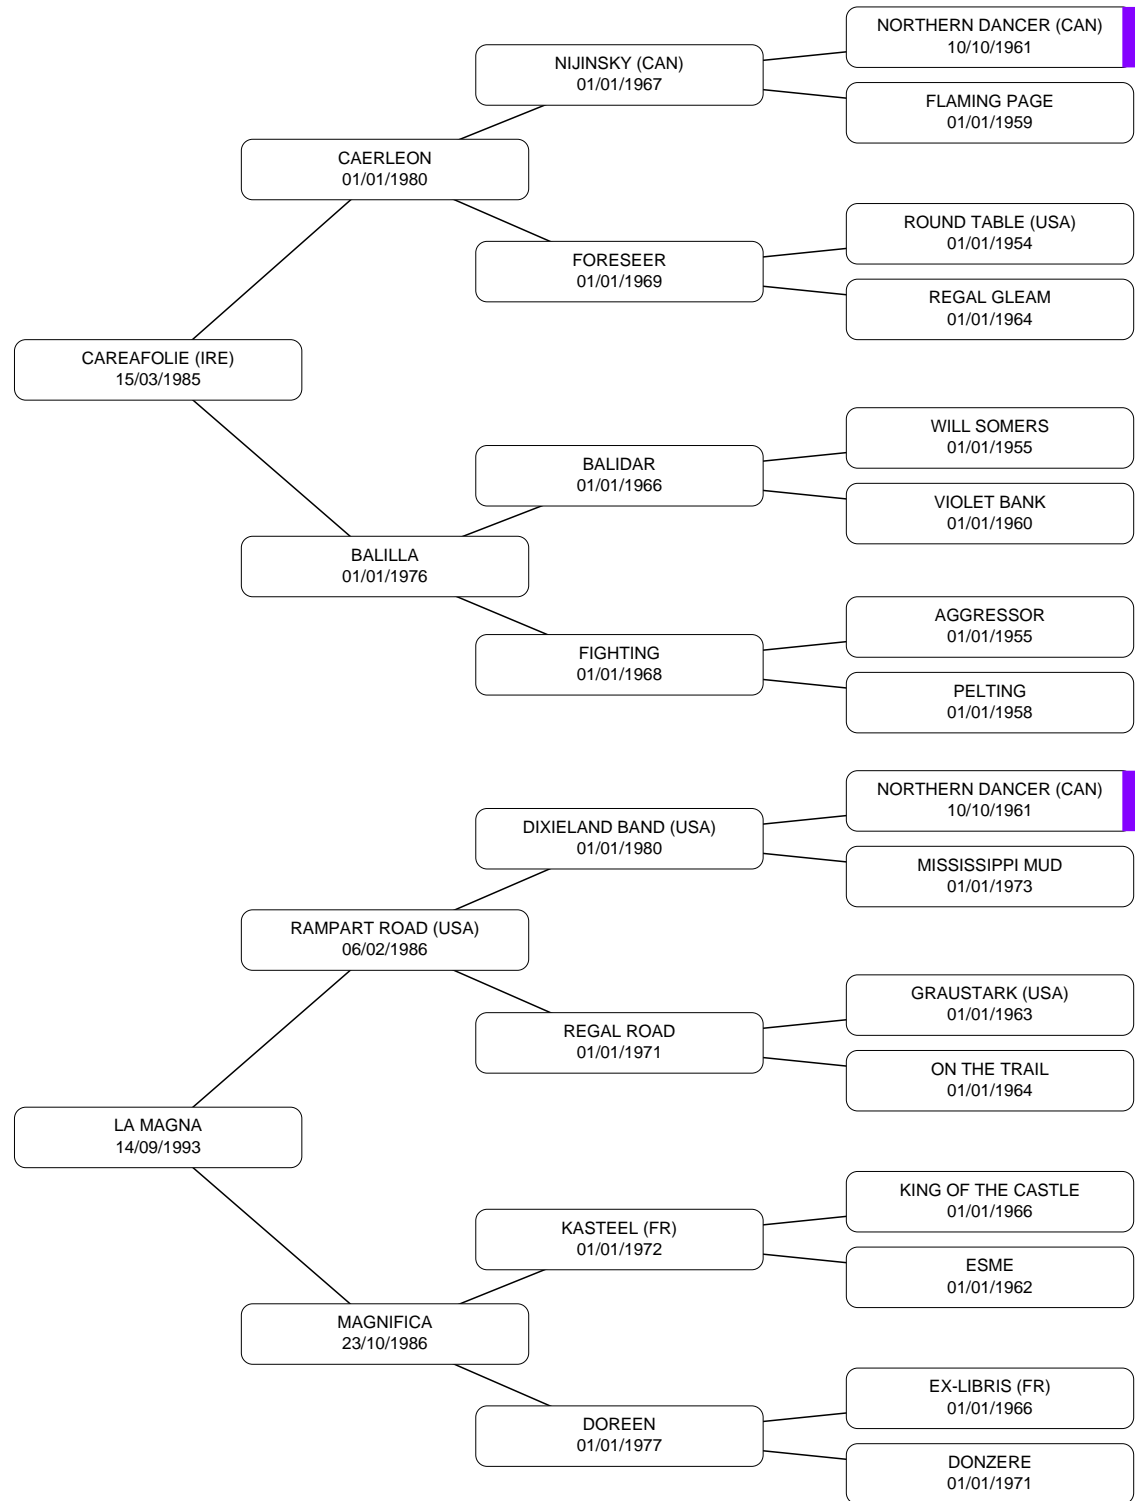 NORTHERN DANCER (CAN)
10/10/1961
NIJINSKY (CAN)
01/01/1967
FLAMING PAGE
01/01/1959
CAERLEON
01/01/1980
ROUND TABLE (USA)
01/01/1954
FORESEER
01/01/1969
REGAL GLEAM
01/01/1964
CAREAFOLIE (IRE)
15/03/1985
WILL SOMERS
01/01/1955
BALIDAR
01/01/1966
VIOLET BANK
01/01/1960
BALILLA
01/01/1976
AGGRESSOR
01/01/1955
FIGHTING
01/01/1968
PELTING
01/01/1958
NORTHERN DANCER (CAN)
10/10/1961
DIXIELAND BAND (USA)
01/01/1980
MISSISSIPPI MUD
01/01/1973
RAMPART ROAD (USA)
06/02/1986
GRAUSTARK (USA)
01/01/1963
REGAL ROAD
01/01/1971
ON THE TRAIL
01/01/1964
LA MAGNA
14/09/1993
KING OF THE CASTLE
01/01/1966
KASTEEL (FR)
01/01/1972
ESME
01/01/1962
MAGNIFICA
23/10/1986
EX-LIBRIS (FR)
01/01/1966
DOREEN
01/01/1977
DONZERE
01/01/1971